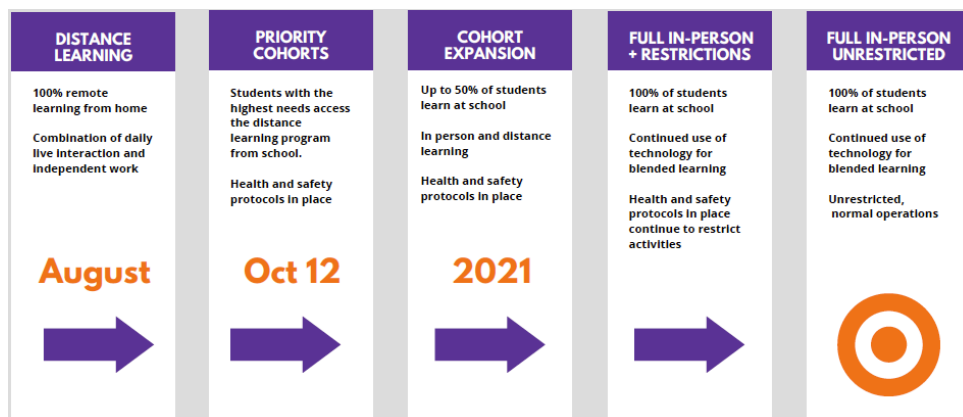 DISTANCE
LEARNING
100% remote
learning from home
Combination of daily
live interaction and
independent work
August
PRIORITY
COHORTS
Students with the
highest needs access
the distance
learning program
from school.
Health and safety
protocols in place
Oct 12
COHORT
EXPANSION
Up to 50% of students
learn at school
In person and distance
learning
Health and safety
protocols in place
2021
FULL IN-PERSON
+ RESTRICTIONS
100% of students
learn at school
Continued use of
technology for
blended learning
Health and safety
protocols in place
continue to restrict
activities
FULL IN-PERSON
UNRESTRICTED
100% of students
learn at school
Continued use of
technology for
blended learning
Unrestricted,
normal operations